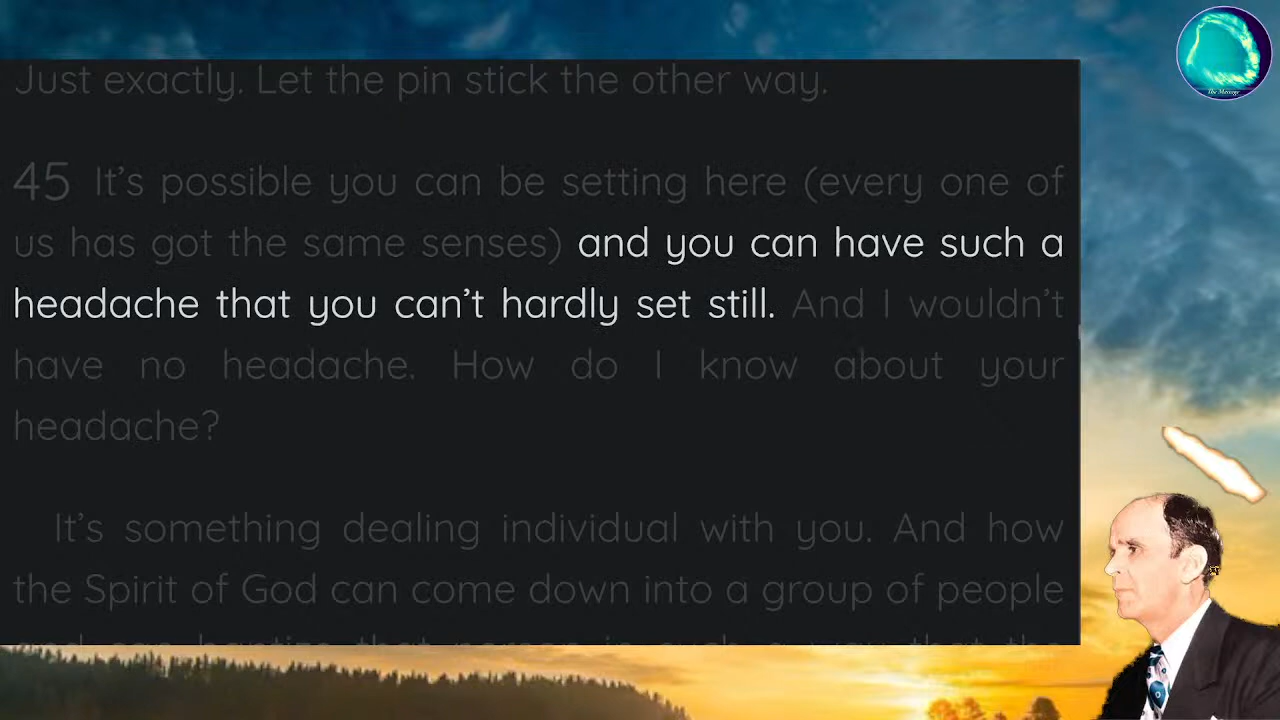 Just exactly. Let the pin stick the other way.
45 It’s possible you can be setting here (every one of
us has got the same senses) and you can have such a
headache that you can’t hardly set still. And I wouldn’t
have no headache. How do I know about your
headache?
It’s something dealing individual with you. And how
the Spirit of God can come down into a group of people
The Message